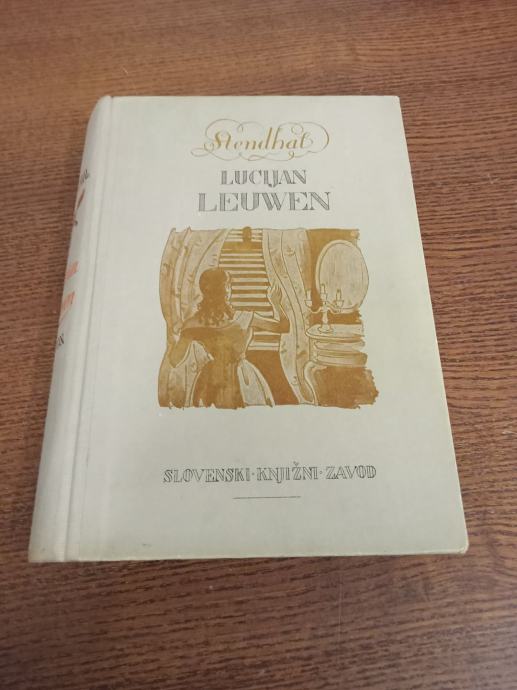 Stendhal
LUCIJAN
LEUWEN
SLOVENSKI·KNJIŽNI·ZAVOD